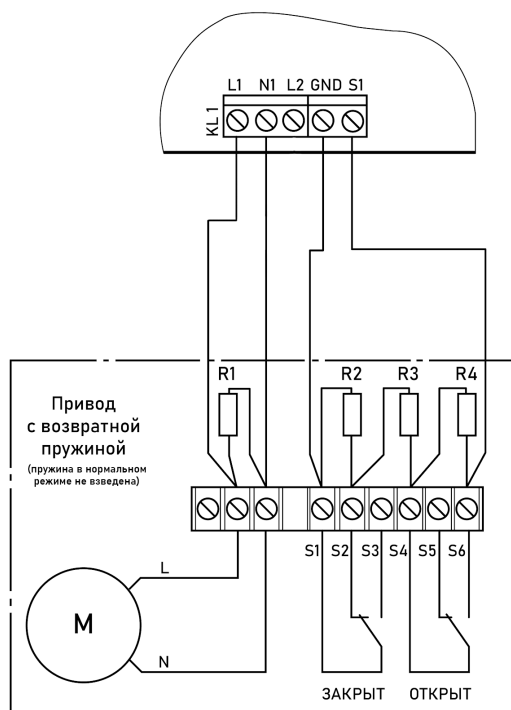 L1 N1 L2 GND S1
KL1
R1 R2 R3 R4
Привод
с возвратной
пружиной
(пружина в нормальном
режиме не взведена)
S1 S2 S3 S4 S5 S6
L
M
N
ЗАКРЫТ ОТКРЫТ